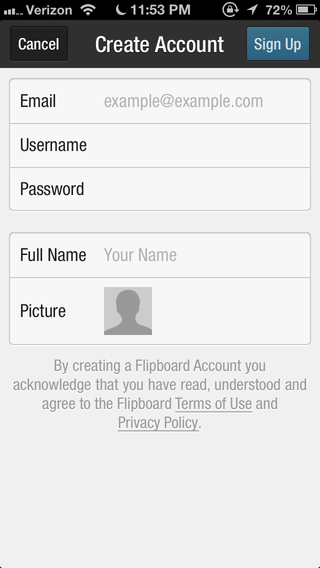 Verizon 11:53 PM 72%
Cancel Create Account Sign Up
Email example@example.com
Username
Password
Full Name Your Name
Picture
By creating a Flipboard Account you
acknowledge that you have read, understood and
agree to the Flipboard Terms of Use and
Privacy Policy.